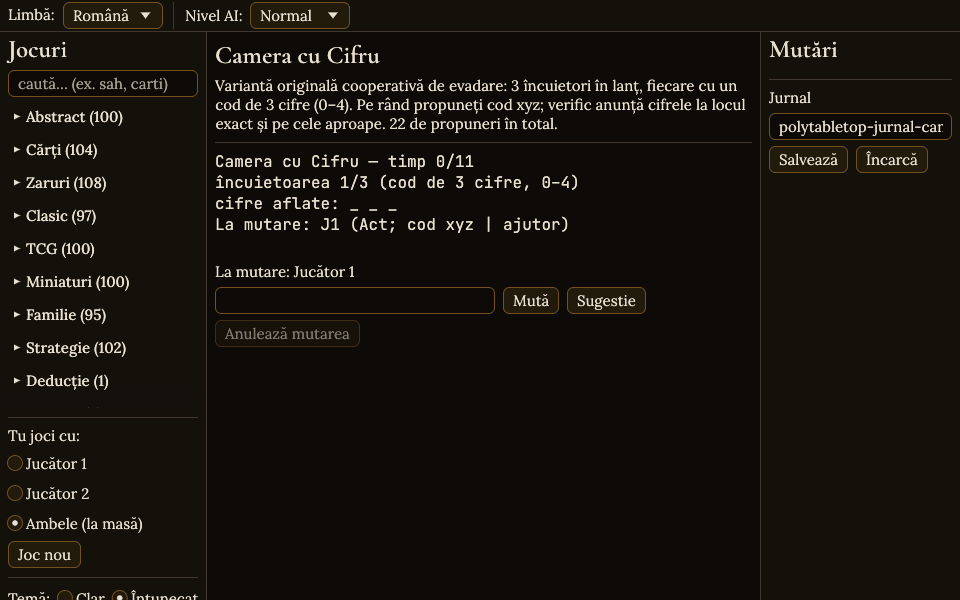 Limbă: Română ▼ Nivel AI: Normal ▼
Jocuri
caută... (ex. sah, carti)
▸ Abstract (100)
▸ Cărți (104)
▸ Zaruri (108)
▸ Clasic (97)
▸ TCG (100)
▸ Miniaturi (100)
▸ Familie (95)
▸ Strategie (102)
▸ Deducție (1)
Tu joci cu:
Jucător 1
Jucător 2
Ambele (la masă)
Joc nou
Temă: Clar Întunecat
Camera cu Cifru
Variantă originală cooperativă de evadare: 3 încuietori în lanț, fiecare cu un
cod de 3 cifre (0–4). Pe rând propuneți cod xyz; verific anunță cifrele la locul
exact și pe cele aproape. 22 de propuneri în total.
Camera cu Cifru — timp 0/11
încuietoarea 1/3 (cod de 3 cifre, 0–4)
cifre aflate: _ _ _
La mutare: J1 (Act; cod xyz | ajutor)
La mutare: Jucător 1
Mută Sugestie
Anulează mutarea
Mutări
Jurnal
polytabletop-jurnal-car
Salvează Încarcă